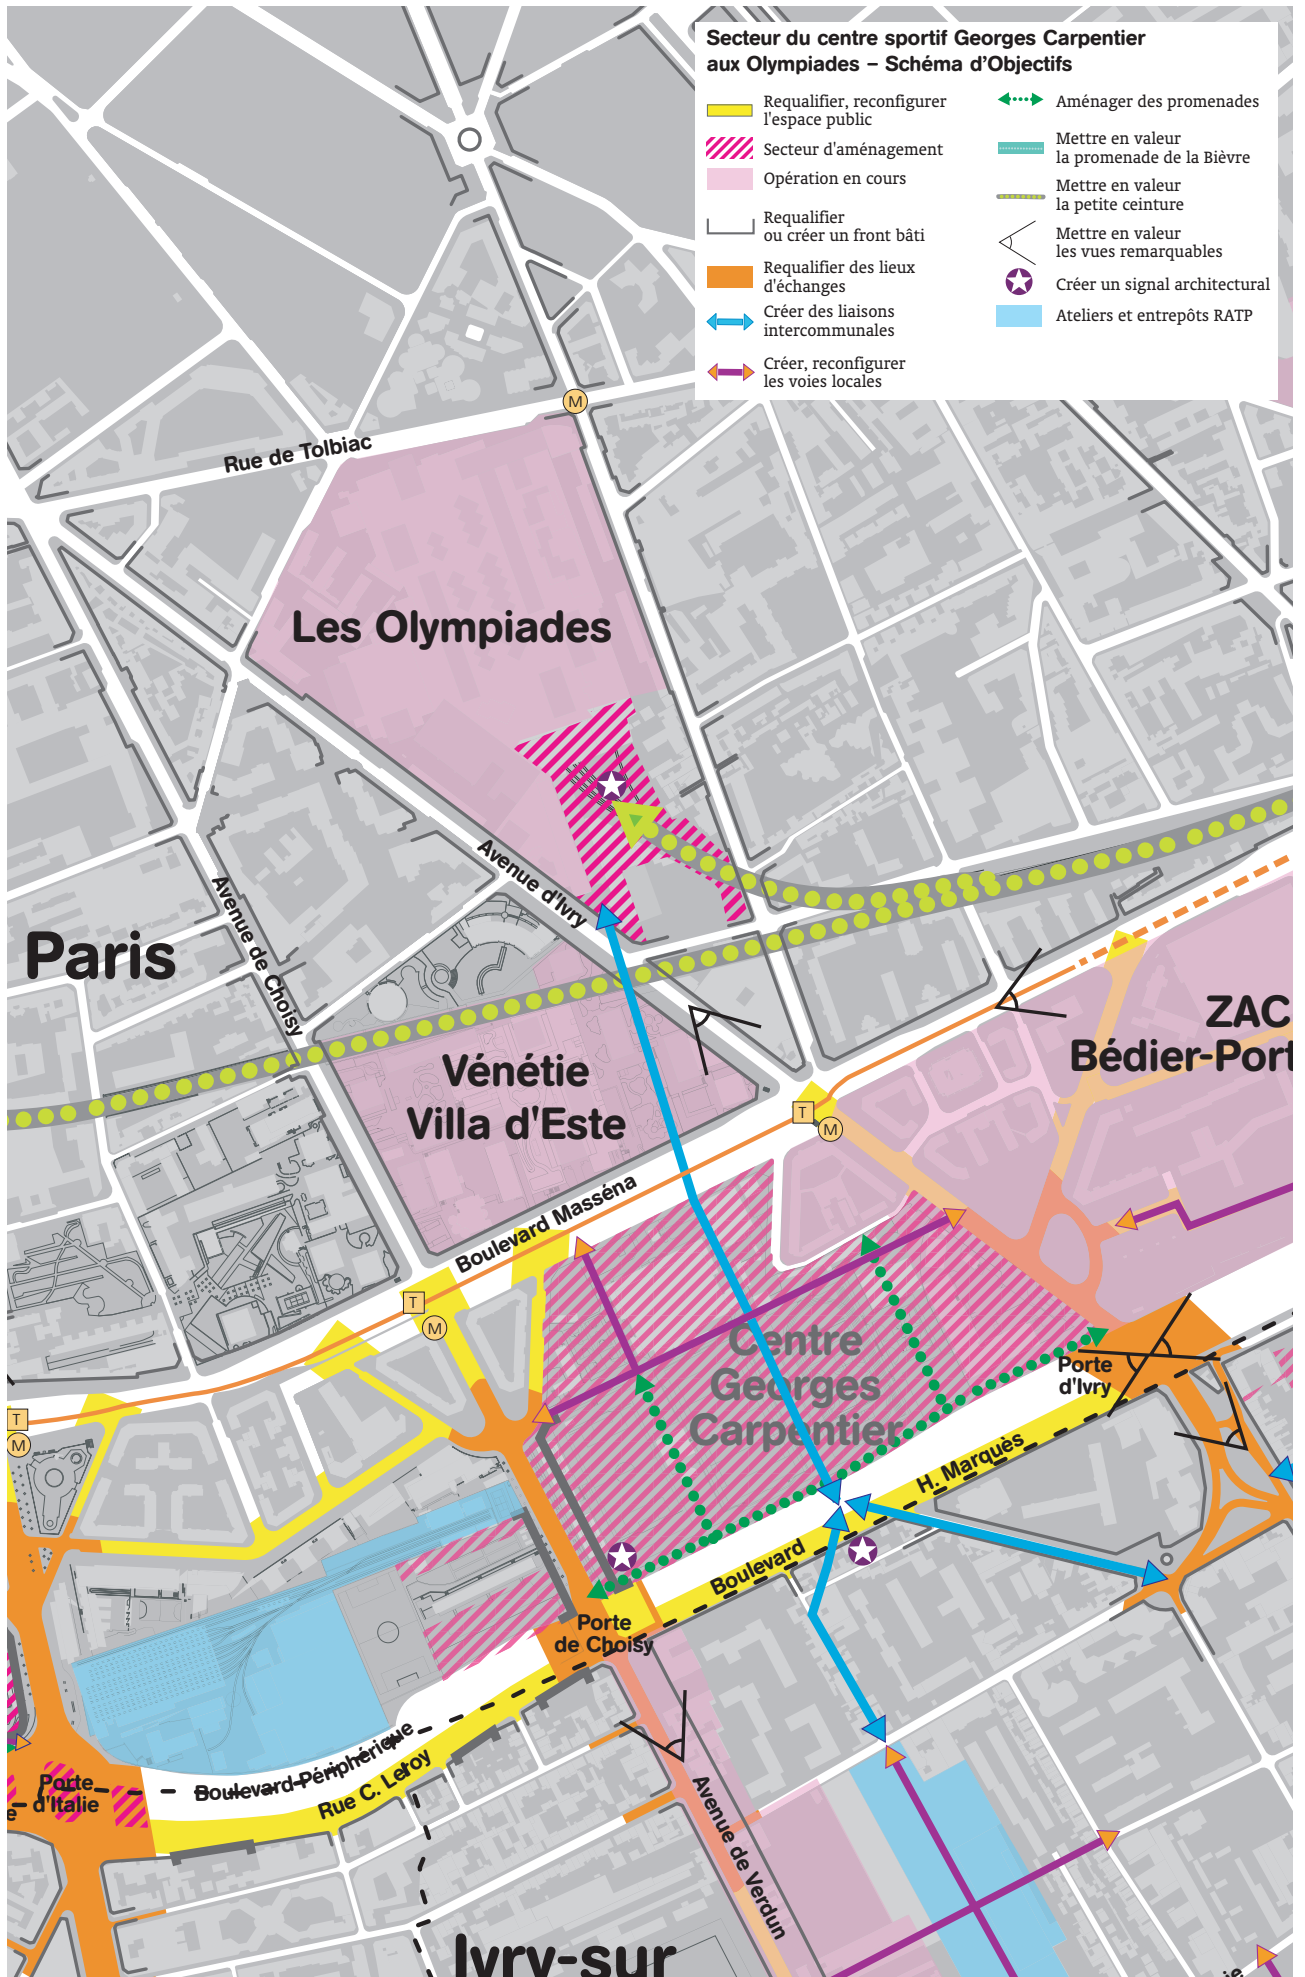 Secteur du centre sportif Georges Carpentier
aux Olympiades – Schéma d'Objectifs
Requalifier, reconfigurer
l'espace public
Secteur d'aménagement
Opération en cours
Requalifier
ou créer un front bâti
Requalifier des lieux
d'échanges
Créer des liaisons
intercommunales
Créer, reconfigurer
les voies locales
Aménager des promenades
Mettre en valeur
la promenade de la Bièvre
Mettre en valeur
la petite ceinture
Mettre en valeur
les vues remarquables
Créer un signal architectural
Ateliers et entrepôts RATP
M
Rue de Tolbiac
Les Olympiades
Avenue d'Ivry
Avenue de Choisy
Paris
ZAC
Bédier-Port
Vénétie
Villa d'Este
T
M
Boulevard Masséna
T
M
Centre
Georges
Carpentier
Porte
d'Ivry
T
M
H. Marquès
Boulevard
Porte
de Choisy
Boulevard Périphérique
Rue C. Leroy
Porte
d'Italie
e
Avenue de Verdun
Ivry-sur
ie